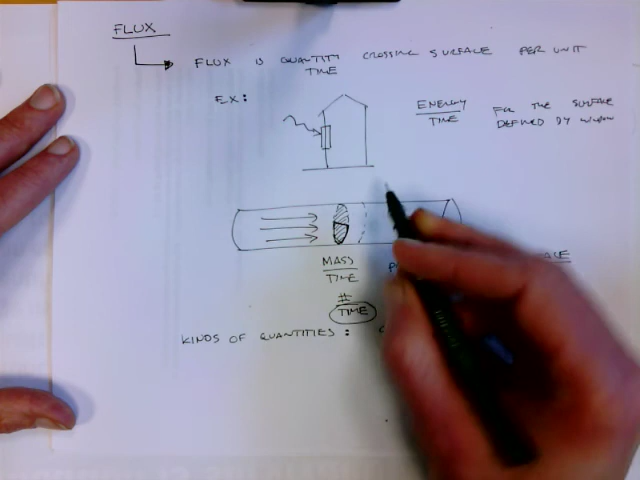 FLUX
FLUX IS QUANTITY CROSSING SURFACE PER UNIT
TIME
EX:
ENERGY FOR THE SURFACE
TIME DEFINED BY WINDOW
MASS
TIME
#
TIME
KINDS OF QUANTITIES: